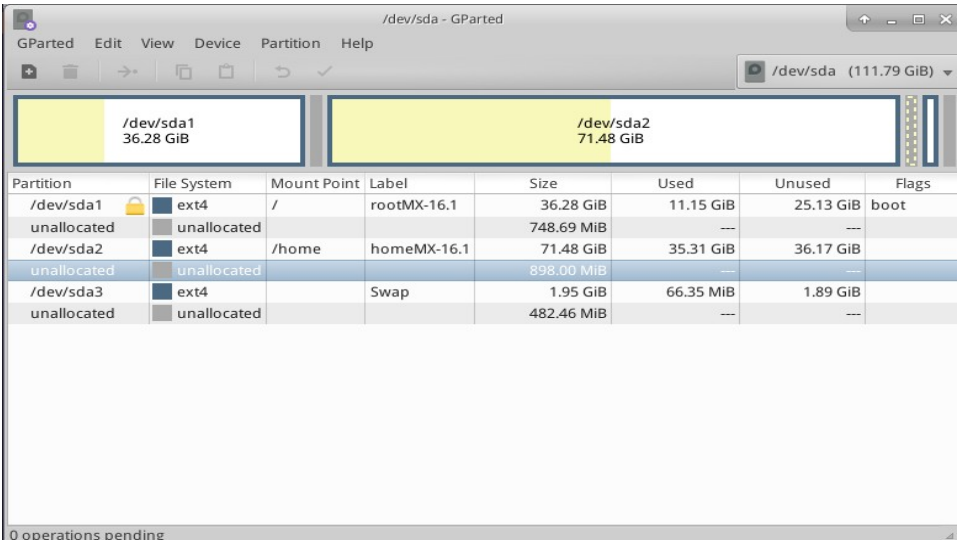 /dev/sda - GParted
GParted Edit View Device Partition Help
/dev/sda (111.79 GiB)
/dev/sda1
36.28 GiB
/dev/sda2
71.48 GiB
Partition File System Mount Point Label Size Used Unused Flags
/dev/sda1 ext4 / rootMX-16.1 36.28 GiB 11.15 GiB 25.13 GiB boot
unallocated unallocated 748.69 MiB --- ---
/dev/sda2 ext4 /home homeMX-16.1 71.48 GiB 35.31 GiB 36.17 GiB
unallocated unallocated 898.00 MiB --- ---
/dev/sda3 ext4 Swap 1.95 GiB 66.35 MiB 1.89 GiB
unallocated unallocated 482.46 MiB --- ---
0 operations pending